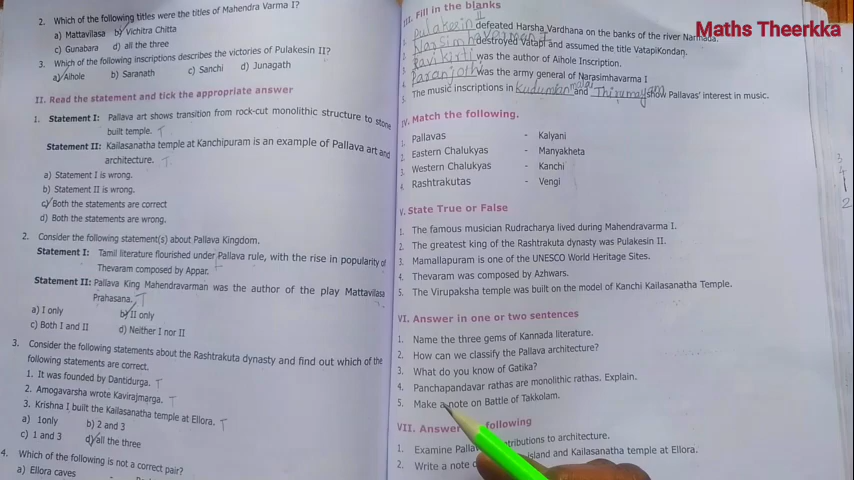 Maths Theerkka
2. Which of the following titles were the titles of Mahendra Varma I?
a) Mattavilasa b) Vichitra Chitta
c) Gunabara d) all the three
3. Which of the following inscriptions describes the victories of Pulakesin II?
a) Aihole b) Saranath c) Sanchi d) Junagath
II. Read the statement and tick the appropriate answer
1. Statement I: Pallava art shows transition from rock-cut monolithic structure to stone
built temple. T
Statement II: Kailasanatha temple at Kanchipuram is an example of Pallava art and
architecture. T
a) Statement I is wrong.
b) Statement II is wrong.
c) Both the statements are correct
d) Both the statements are wrong.
2. Consider the following statement(s) about Pallava Kingdom.
Statement I: Tamil literature flourished under Pallava rule, with the rise in popularity of
Thevaram composed by Appar.
Statement II: Pallava King Mahendravarman was the author of the play Mattavilasa
Prahasana. T
a) I only b) II only
c) Both I and II d) Neither I nor II
3. Consider the following statements about the Rashtrakuta dynasty and find out which of the
following statements are correct.
1. It was founded by Dantidurga. T
2. Amogavarsha wrote Kavirajmarga. T
3. Krishna I built the Kailasanatha temple at Ellora. T
a) 1only b) 2 and 3
c) 1 and 3 d) all the three
4. Which of the following is not a correct pair?
a) Ellora caves
III. Fill in the blanks
1. Pulakesin II defeated Harsha Vardhana on the banks of the river Narmada.
2. destroyed Vatapi and assumed the title VatapiKondan.
3. Ravikirti was the author of Aihole Inscription.
4. Paranjothi was the army general of Narasimhavarma I
5. The music inscriptions in Kudumianmalai and Thirumayam show Pallavas' interest in music.
IV. Match the following.
1. Pallavas - Kalyani
2. Eastern Chalukyas - Manyakheta
3. Western Chalukyas - Kanchi
4. Rashtrakutas - Vengi
3
4
1
2
V. State True or False
1. The famous musician Rudracharya lived during Mahendravarma I.
2. The greatest king of the Rashtrakuta dynasty was Pulakesin II.
3. Mamallapuram is one of the UNESCO World Heritage Sites.
4. Thevaram was composed by Azhwars.
5. The Virupaksha temple was built on the model of Kanchi Kailasanatha Temple.
VI. Answer in one or two sentences
1. Name the three gems of Kannada literature.
2. How can we classify the Pallava architecture?
3. What do you know of Gatika?
4. Panchapandavar rathas are monolithic rathas. Explain.
5. Make a note on Battle of Takkolam.
VII. Answer following
1. Examine to architecture.
2. Write a note island and Kailasanatha temple at Ellora.